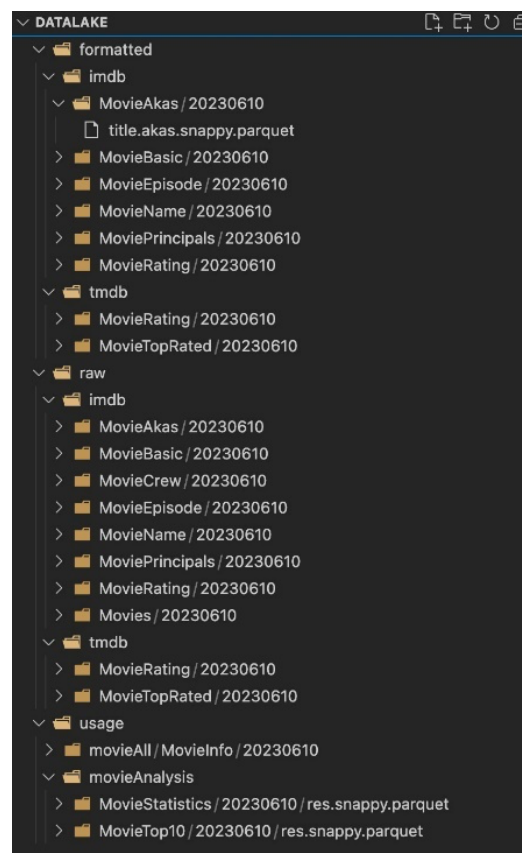 DATALAKE
formatted
imdb
MovieAkas/20230610
title.akas.snappy.parquet
MovieBasic/20230610
MovieEpisode/20230610
MovieName/20230610
MoviePrincipals/20230610
MovieRating/20230610
tmdb
MovieRating/20230610
MovieTopRated/20230610
raw
imdb
MovieAkas/20230610
MovieBasic/20230610
MovieCrew/20230610
MovieEpisode/20230610
MovieName/20230610
MoviePrincipals/20230610
MovieRating/20230610
Movies/20230610
tmdb
MovieRating/20230610
MovieTopRated/20230610
usage
movieAll/MovieInfo/20230610
movieAnalysis
MovieStatistics/20230610/res.snappy.parquet
MovieTop10/20230610/res.snappy.parquet